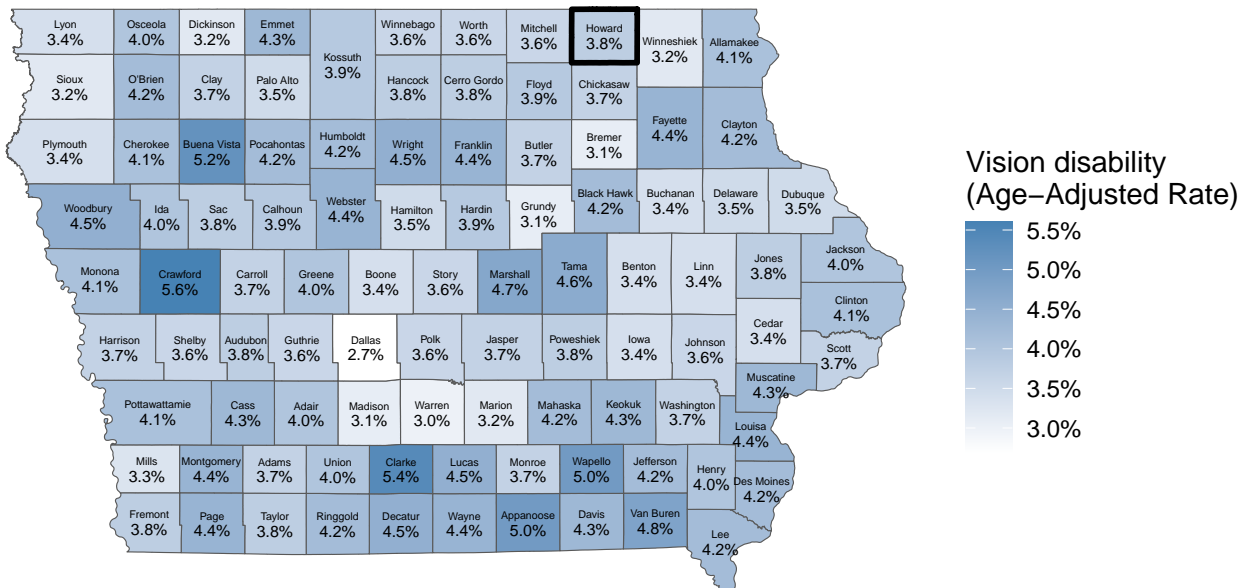 Lyon
3.4%
Osceola
4.0%
Dickinson
3.2%
Emmet
4.3%
Kossuth
3.9%
Winnebago
3.6%
Worth
3.6%
Mitchell
3.6%
Howard
3.8%
Winneshiek
3.2%
Allamakee
4.1%
Sioux
3.2%
O'Brien
4.2%
Clay
3.7%
Palo Alto
3.5%
Hancock
3.8%
Cerro Gordo
3.8%
Floyd
3.9%
Chickasaw
3.7%
Fayette
4.4%
Clayton
4.2%
Plymouth
3.4%
Cherokee
4.1%
Buena Vista
5.2%
Pocahontas
4.2%
Humboldt
4.2%
Wright
4.5%
Franklin
4.4%
Butler
3.7%
Bremer
3.1%
Woodbury
4.5%
Ida
4.0%
Sac
3.8%
Calhoun
3.9%
Webster
4.4%
Hamilton
3.5%
Hardin
3.9%
Grundy
3.1%
Black Hawk
4.2%
Buchanan
3.4%
Delaware
3.5%
Dubuque
3.5%
Monona
4.1%
Crawford
5.6%
Carroll
3.7%
Greene
4.0%
Boone
3.4%
Story
3.6%
Marshall
4.7%
Tama
4.6%
Benton
3.4%
Linn
3.4%
Jones
3.8%
Jackson
4.0%
Clinton
4.1%
Harrison
3.7%
Shelby
3.6%
Audubon
3.8%
Guthrie
3.6%
Dallas
2.7%
Polk
3.6%
Jasper
3.7%
Poweshiek
3.8%
Iowa
3.4%
Johnson
3.6%
Cedar
3.4%
Scott
3.7%
Muscatine
4.3%
Pottawattamie
4.1%
Cass
4.3%
Adair
4.0%
Madison
3.1%
Warren
3.0%
Marion
3.2%
Mahaska
4.2%
Keokuk
4.3%
Washington
3.7%
Louisa
4.4%
Mills
3.3%
Montgomery
4.4%
Adams
3.7%
Union
4.0%
Clarke
5.4%
Lucas
4.5%
Monroe
3.7%
Wapello
5.0%
Jefferson
4.2%
Henry
4.0%
Des Moines
4.2%
Fremont
3.8%
Page
4.4%
Taylor
3.8%
Ringgold
4.2%
Decatur
4.5%
Wayne
4.4%
Appanoose
5.0%
Davis
4.3%
Van Buren
4.8%
Lee
4.2%
Vision disability
(Age−Adjusted Rate)
5.5%
5.0%
4.5%
4.0%
3.5%
3.0%